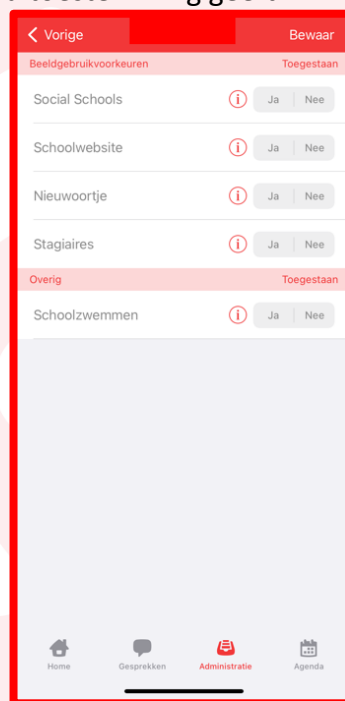 Vorige Bewaar
Beeldgebruikvoorkeuren Toegestaan
Social Schools i Ja Nee
Schoolwebsite i Ja Nee
Nieuwoortje i Ja Nee
Stagiaires i Ja Nee
Overig Toegestaan
Schoolzwemmen i Ja Nee
Home Gesprekken Administratie Agenda